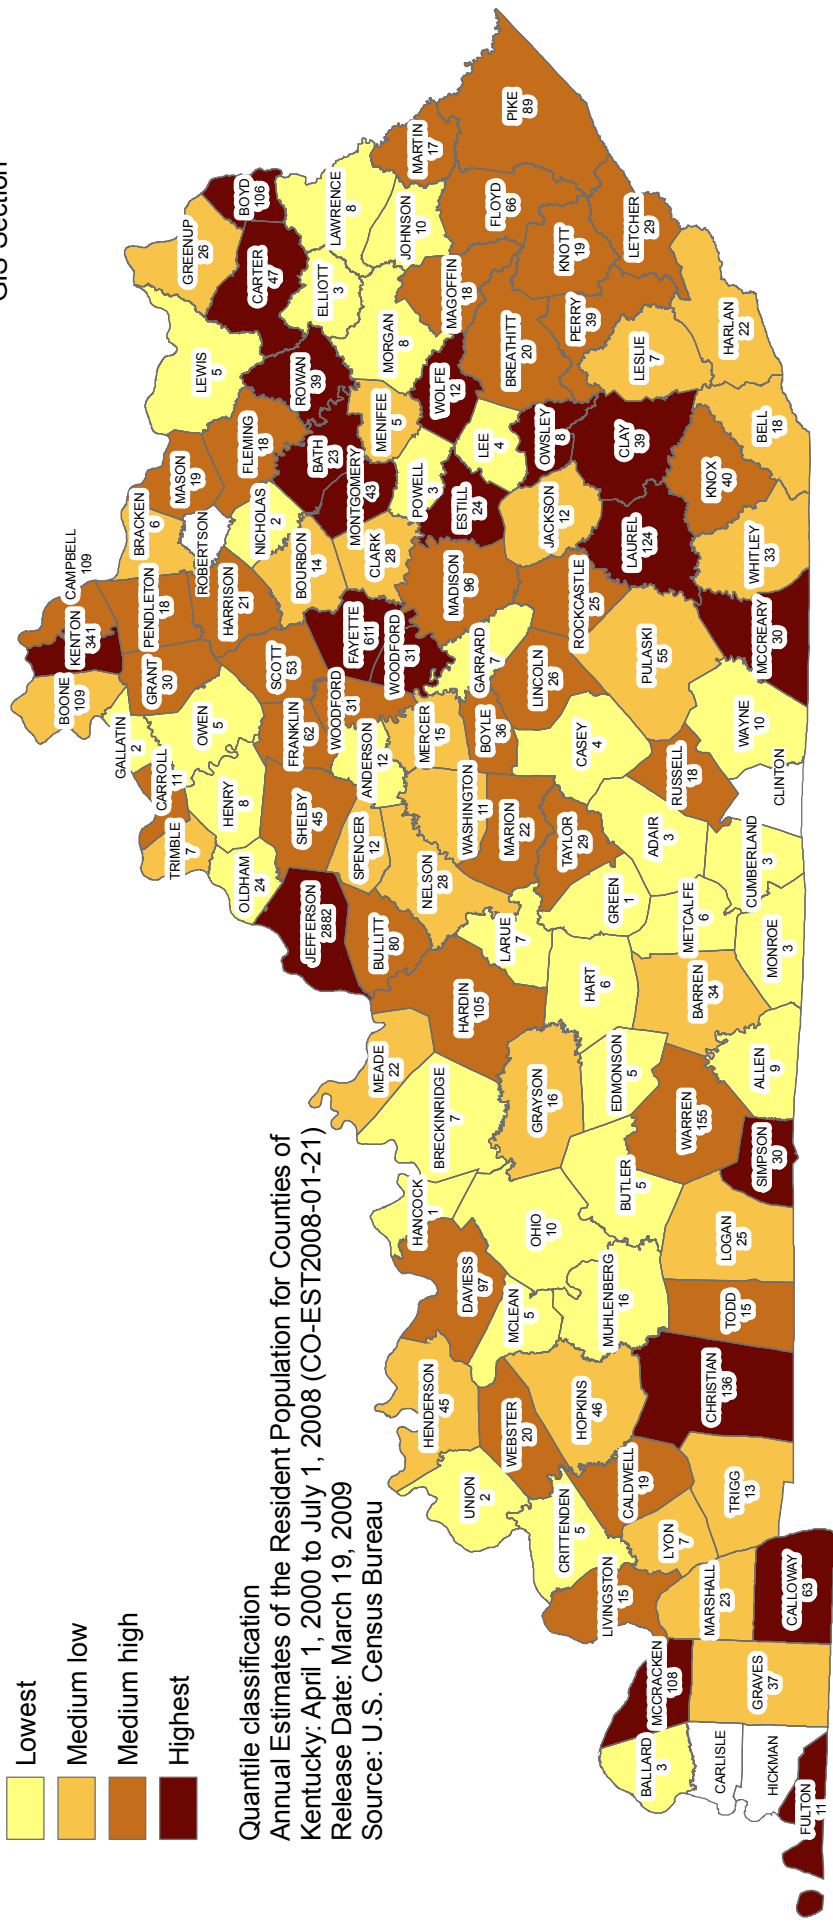 GIS Section
Lowest
Medium low
Medium high
Highest
Quantile classification
Annual Estimates of the Resident Population for Counties of
Kentucky: April 1, 2000 to July 1, 2008 (CO-EST2008-01-21)
Release Date: March 19, 2009
Source: U.S. Census Bureau
BOONE
109
KENTON
341
CAMPBELL
109
GALLATIN
2
GRANT
30
PENDLETON
18
BRACKEN
6
MASON
19
ROBERTSON
LEWIS
5
GREENUP
26
BOYD
106
CARTER
47
TRIMBLE
7
CARROLL
11
OWEN
5
HENRY
8
OLDHAM
24
HARRISON
21
NICHOLAS
2
FLEMING
18
ROWAN
39
ELLIOTT
3
LAWRENCE
8
JEFFERSON
2882
SHELBY
45
FRANKLIN
62
SCOTT
53
BOURBON
14
BATH
23
MONTGOMERY
43
MENIFEE
5
MORGAN
8
JOHNSON
10
MARTIN
17
BULLITT
80
SPENCER
12
ANDERSON
12
WOODFORD
31
WOODFORD
31
FAYETTE
611
CLARK
28
POWELL
3
WOLFE
12
MAGOFFIN
18
FLOYD
66
PIKE
89
MEADE
22
HARDIN
105
NELSON
28
WASHINGTON
11
MERCER
15
GARRARD
7
MADISON
96
ESTILL
24
LEE
4
BREATHITT
20
KNOTT
19
HANCOCK
1
BRECKINRIDGE
7
LARUE
7
MARION
22
BOYLE
36
LINCOLN
26
ROCKCASTLE
25
JACKSON
12
OWSLEY
8
PERRY
39
LETCHER
29
HENDERSON
45
DAVIESS
97
OHIO
10
GRAYSON
16
HART
6
GREEN
1
TAYLOR
29
CASEY
4
PULASKI
55
LAUREL
124
CLAY
39
LESLIE
7
UNION
2
WEBSTER
20
MCLEAN
5
MUHLENBERG
16
BUTLER
5
EDMONSON
5
BARREN
34
METCALFE
6
ADAIR
3
RUSSELL
18
WAYNE
10
MCCREARY
30
WHITLEY
33
KNOX
40
BELL
18
HARLAN
22
CRITTENDEN
5
HOPKINS
46
LIVINGSTON
15
LYON
7
CALDWELL
19
CHRISTIAN
136
TODD
15
LOGAN
25
WARREN
155
SIMPSON
30
ALLEN
9
MONROE
3
CUMBERLAND
3
CLINTON
BALLARD
3
MCCRACKEN
108
MARSHALL
23
TRIGG
13
CARLISLE
HICKMAN
GRAVES
37
CALLOWAY
63
FULTON
11